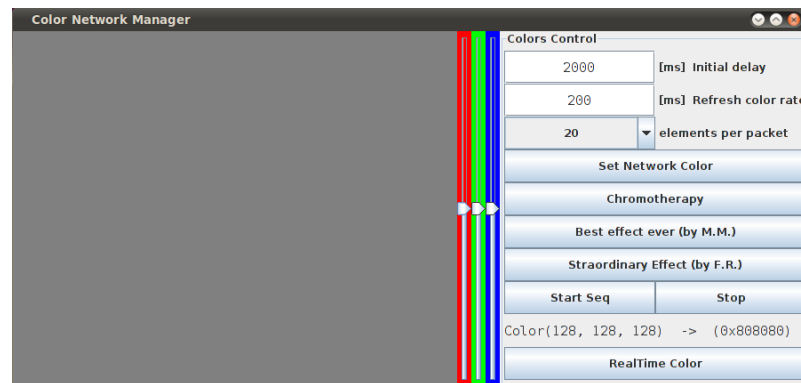 Color Network Manager
Colors Control
2000 [ms] Initial delay
200 [ms] Refresh color rate
20 elements per packet
Set Network Color
Chromotherapy
Best effect ever (by M.M.)
Straordinary Effect (by F.R.)
Start Seq Stop
Color(128, 128, 128) -> (0x808080)
RealTime Color